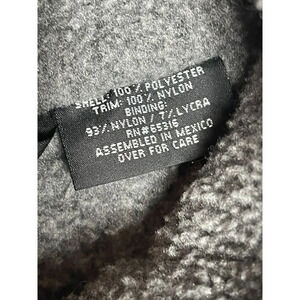 SHELL: 100% POLYESTER
TRIM: 100% NYLON
BINDING:
93% NYLON / 7% LYCRA
RN#65316
ASSEMBLED IN MEXICO
OVER FOR CARE